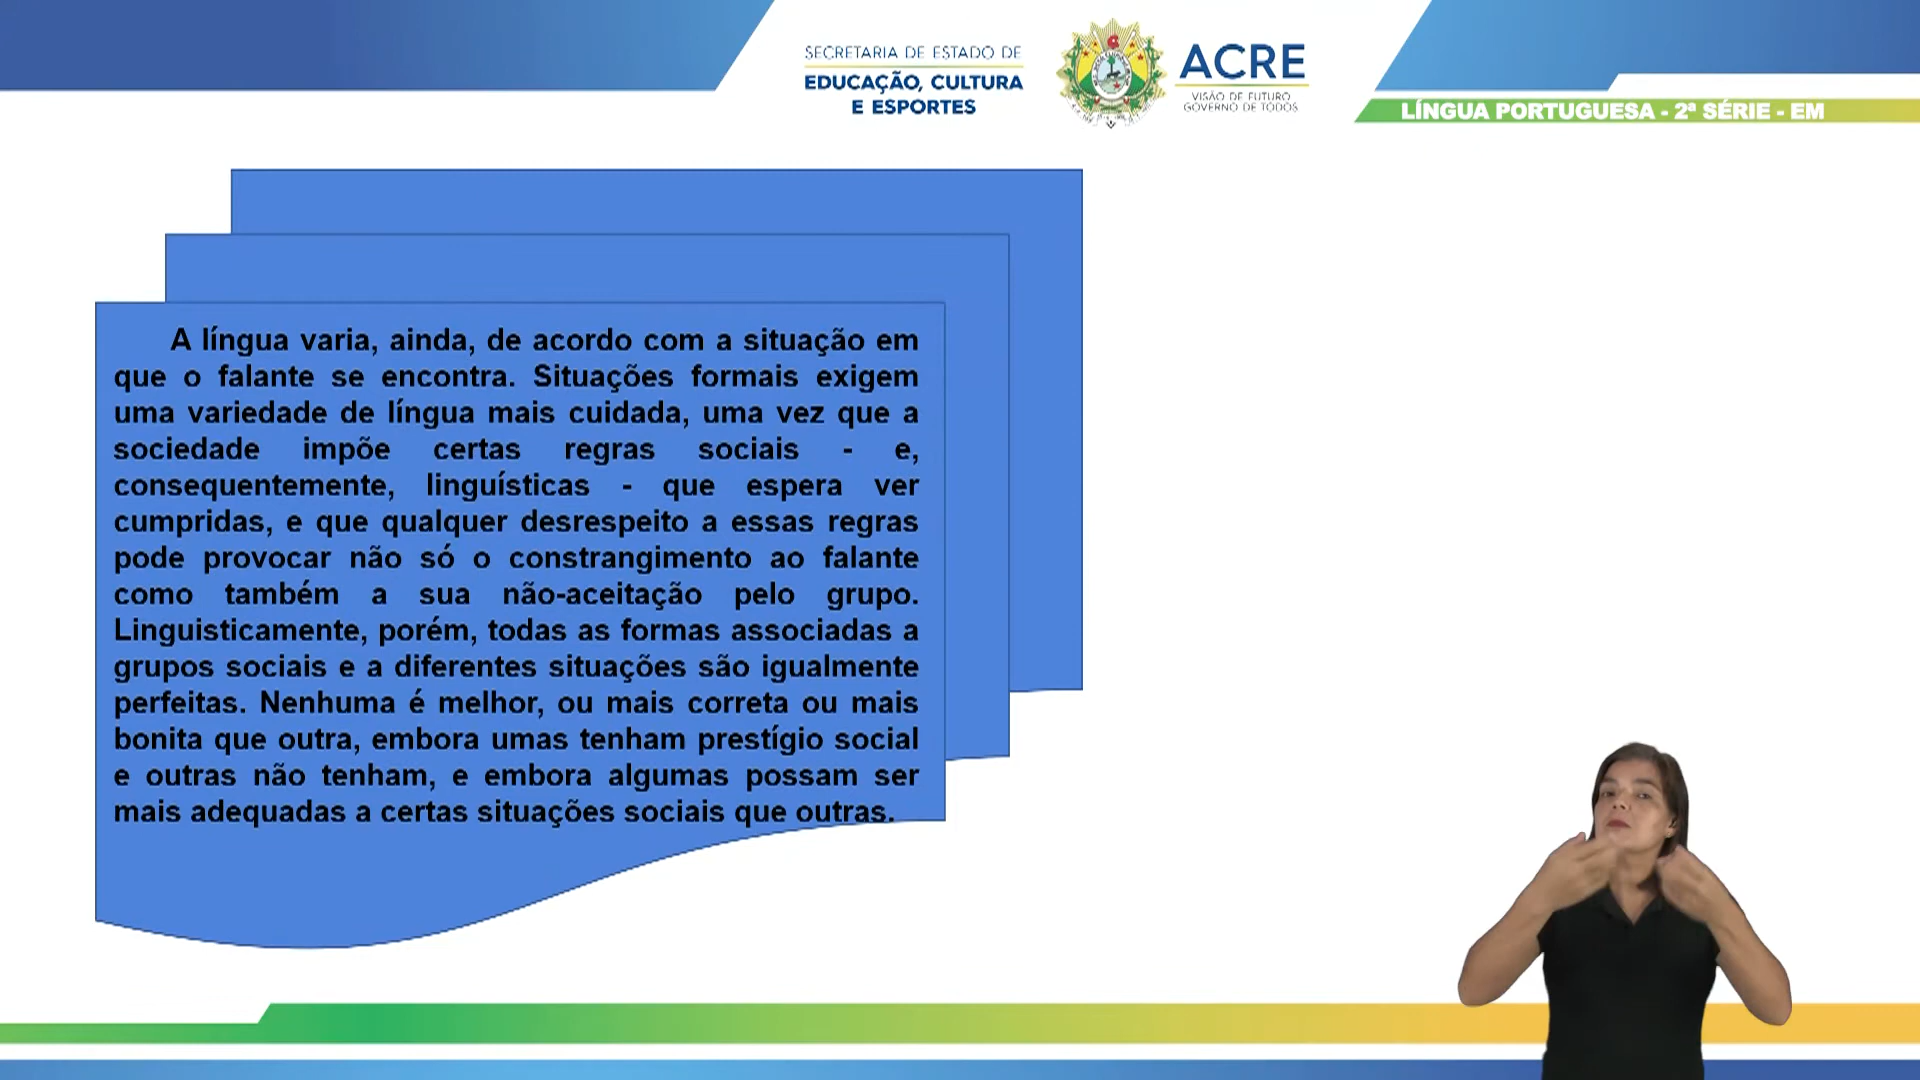 SECRETARIA DE ESTADO DE
EDUCAÇÃO, CULTURA
E ESPORTES
ACRE
VISÃO DE FUTURO
GOVERNO DE TODOS
LÍNGUA PORTUGUESA - 2ª SÉRIE - EM
A língua varia, ainda, de acordo com a situação em
que o falante se encontra. Situações formais exigem
uma variedade de língua mais cuidada, uma vez que a
sociedade impõe certas regras sociais - e,
consequentemente, linguísticas - que espera ver
cumpridas, e que qualquer desrespeito a essas regras
pode provocar não só o constrangimento ao falante
como também a sua não-aceitação pelo grupo.
Linguisticamente, porém, todas as formas associadas a
grupos sociais e a diferentes situações são igualmente
perfeitas. Nenhuma é melhor, ou mais correta ou mais
bonita que outra, embora umas tenham prestígio social
e outras não tenham, e embora algumas possam ser
mais adequadas a certas situações sociais que outras.